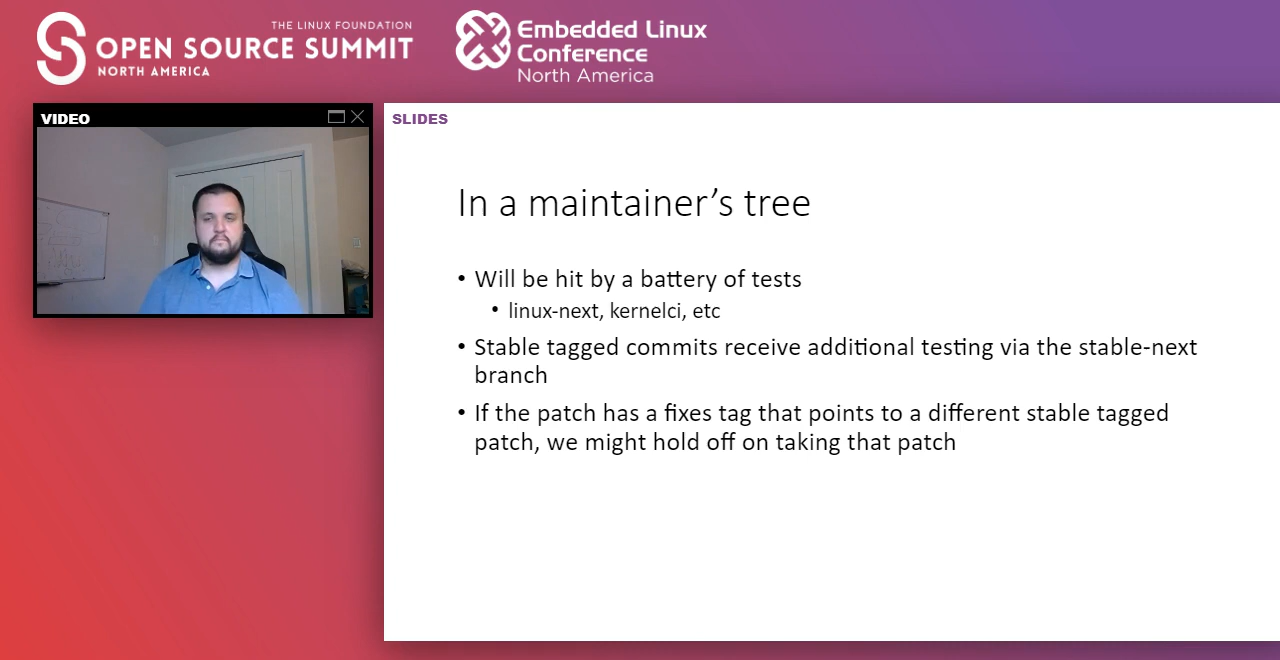 THE LINUX FOUNDATION
OPEN SOURCE SUMMIT
NORTH AMERICA
Embedded Linux
Conference
North America
VIDEO
SLIDES
In a maintainer’s tree
• Will be hit by a battery of tests
• linux-next, kernelci, etc
• Stable tagged commits receive additional testing via the stable-next
branch
• If the patch has a fixes tag that points to a different stable tagged
patch, we might hold off on taking that patch